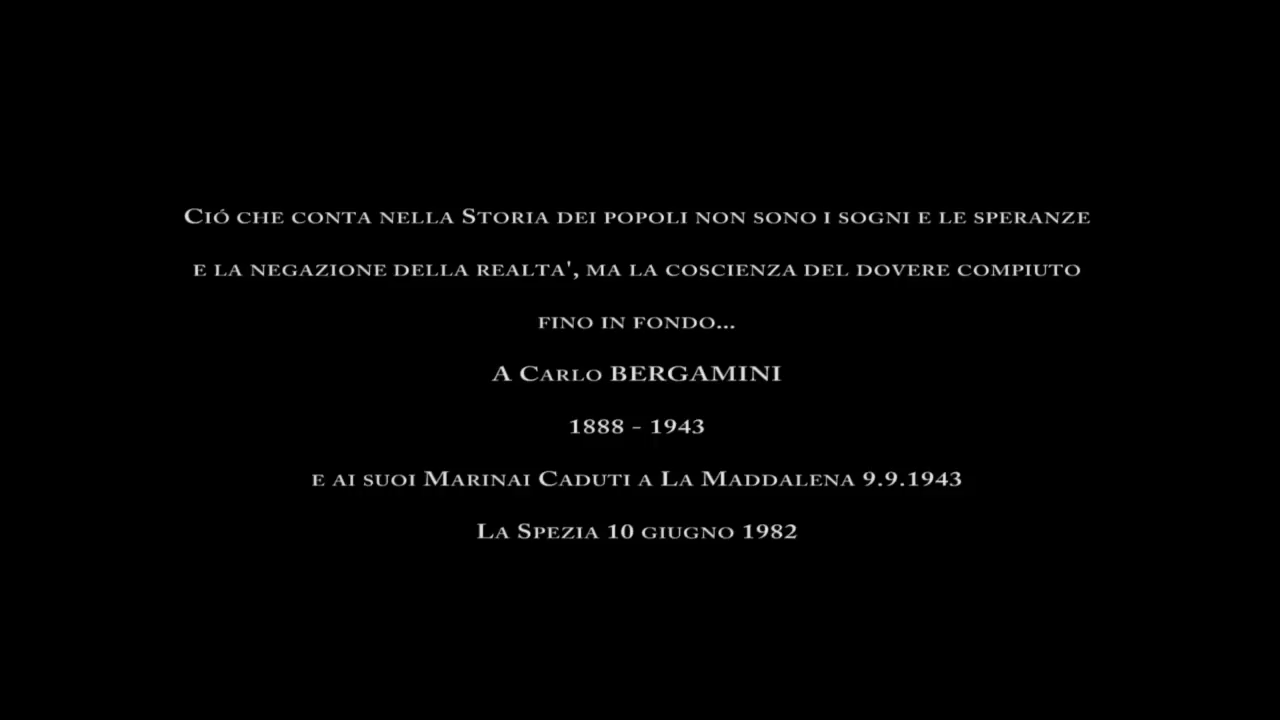 Ció che conta nella Storia dei popoli non sono i sogni e le speranze
e la negazione della realta', ma la coscienza del dovere compiuto
fino in fondo...
A Carlo BERGAMINI
1888 - 1943
e ai suoi Marinai Caduti a La Maddalena 9.9.1943
La Spezia 10 giugno 1982